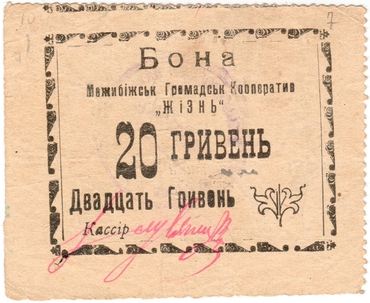 Бона
Межибіжськ Громадськ Кооператив
„ЖІЗНЬ"
20 ГРИВЕНЬ
Двадцать Гривень
Кассір